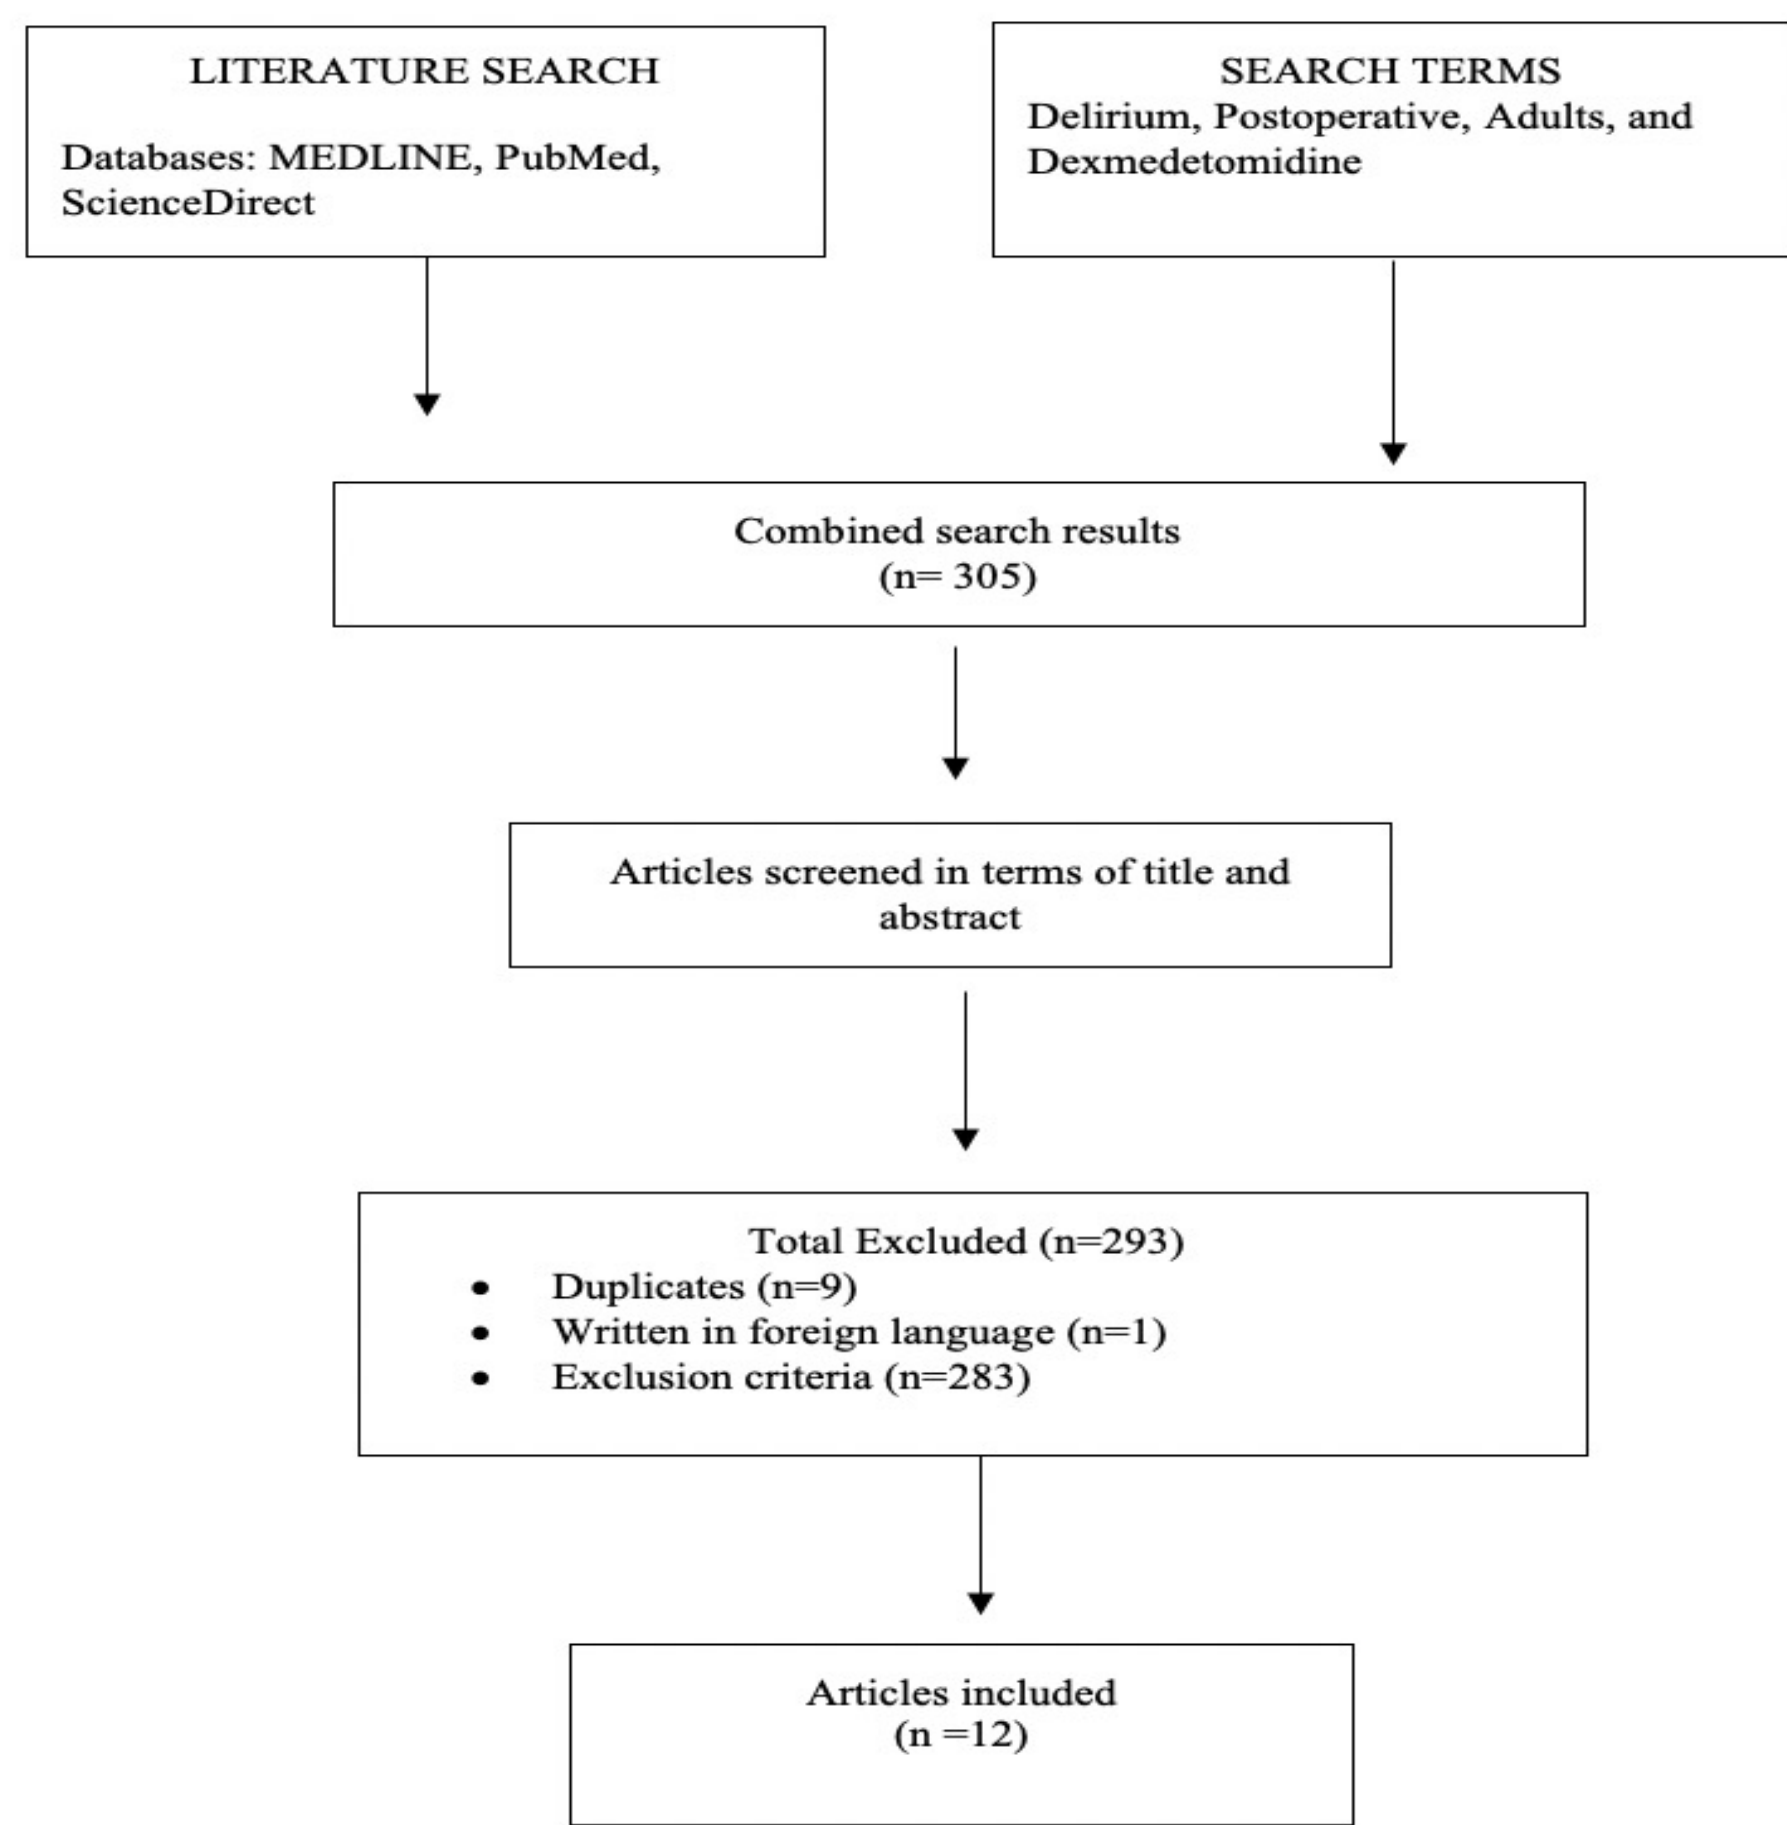 LITERATURE SEARCH
Databases: MEDLINE, PubMed,
ScienceDirect
SEARCH TERMS
Delirium, Postoperative, Adults, and
Dexmedetomidine
Combined search results
(n= 305)
Articles screened in terms of title and
abstract
Total Excluded (n=293)
• Duplicates (n=9)
• Written in foreign language (n=1)
• Exclusion criteria (n=283)
Articles included
(n =12)